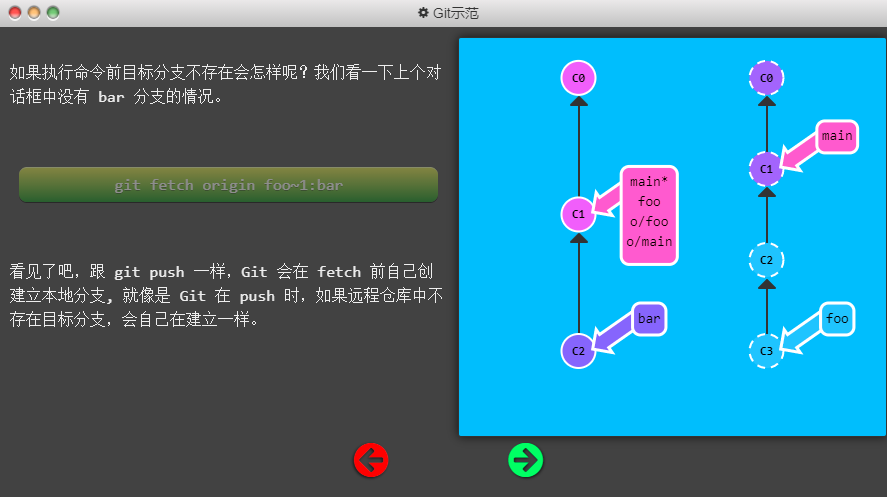 Git示范
如果执行命令前目标分支不存在会怎样呢？我们看一下上个对
话框中没有 bar 分支的情况。
git fetch origin foo~1:bar
看见了吧，跟 git push 一样，Git 会在 fetch 前自己创
建立本地分支, 就像是 Git 在 push 时，如果远程仓库中不
存在目标分支，会自己在建立一样。
C0
C1
main*
foo
o/foo
o/main
C2
bar
C0
main
C1
C2
C3
foo